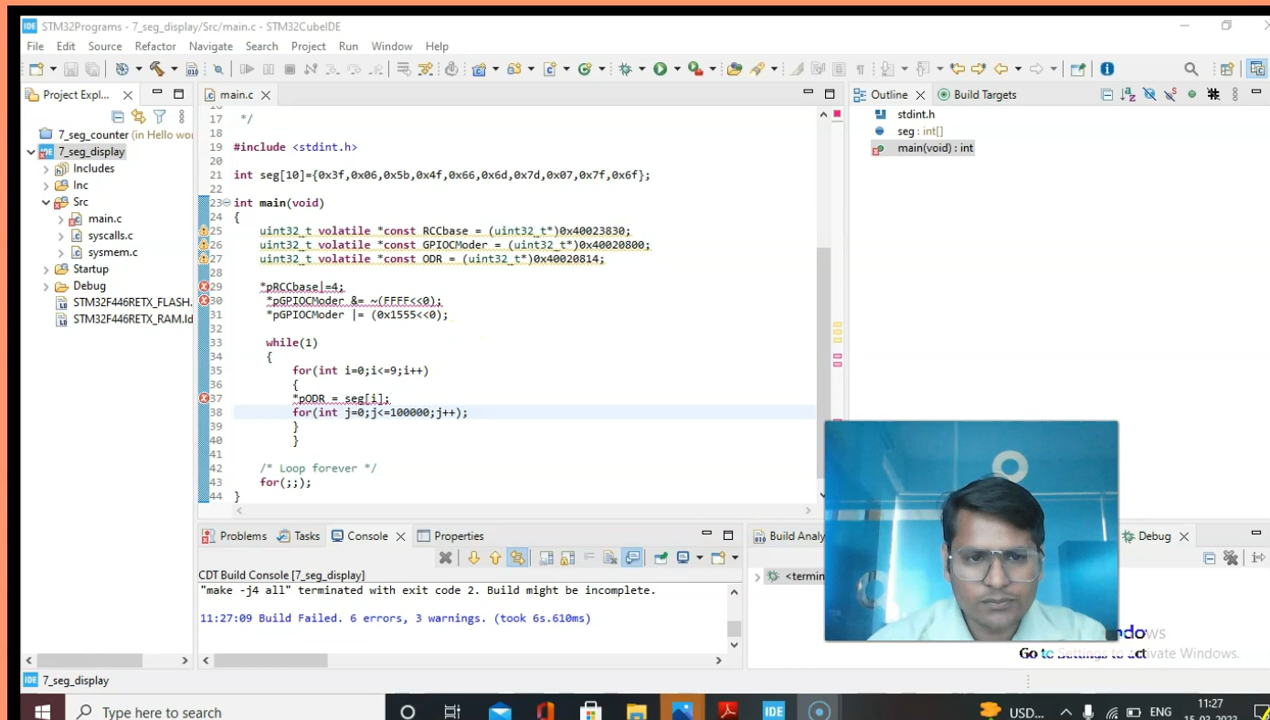 STM32Programs - 7_seg_display/Src/main.c - STM32CubeIDE
File Edit Source Refactor Navigate Search Project Run Window Help
Project Expl...
main.c
Outline
Build Targets
7_seg_counter (in Hello wo
7_seg_display
Includes
Inc
Src
main.c
syscalls.c
sysmem.c
Startup
Debug
STM32F446RETX_FLASH.
STM32F446RETX_RAM.ld
stdint.h
seg : int[]
main(void) : int
17 */
18
19 #include <stdint.h>
20
21 int seg[10]={0x3f,0x06,0x5b,0x4f,0x66,0x6d,0x7d,0x07,0x7f,0x6f};
22
23 int main(void)
24 {
25 uint32_t volatile *const RCCbase = (uint32_t*)0x40023830;
26 uint32_t volatile *const GPIOCModer = (uint32_t*)0x40020800;
27 uint32_t volatile *const ODR = (uint32_t*)0x40020814;
28
29 *pRCCbase|=4;
30 *pGPIOCModer &= ~(FFFF<<0);
31 *pGPIOCModer |= (0x1555<<0);
32
33 while(1)
34 {
35 for(int i=0;i<=9;i++)
36 {
37 *pODR = seg[i];
38 for(int j=0;j<=100000;j++);
39 }
40 }
41
42 /* Loop forever */
43 for(;;);
44 }
Problems Tasks Console Properties
CDT Build Console [7_seg_display]
"make -j4 all" terminated with exit code 2. Build might be incomplete.
11:27:09 Build Failed. 6 errors, 3 warnings. (took 6s.610ms)
Build Analy
Debug
<termin
Go to Settings to activate Windows.
7_seg_display
Type here to search
USD...
ENG
11:27